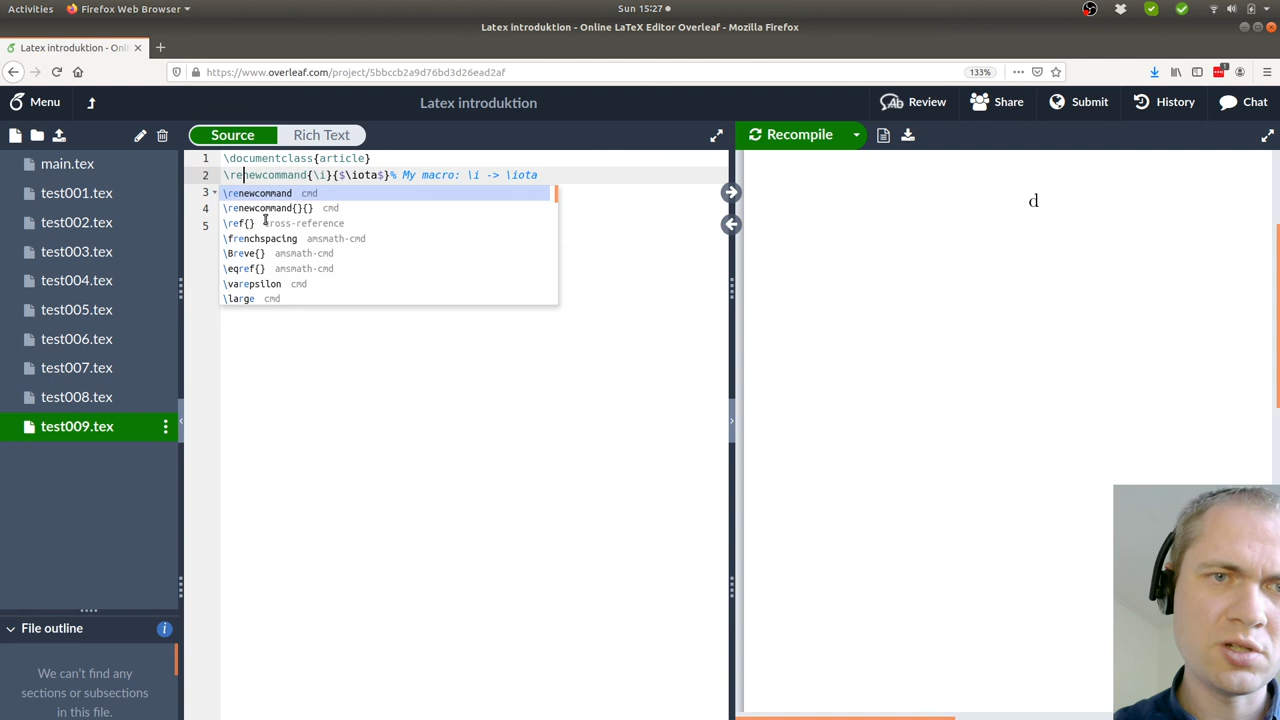 Activities Firefox Web Browser Sun 15:27
Latex introduktion - Online LaTeX Editor Overleaf - Mozilla Firefox
Latex introduktion - Onli
https://www.overleaf.com/project/5bbccb2a9d76bd3d26ead2af 133% 1
Menu Latex introduktion Review Share Submit History Chat
Source Rich Text Recompile
main.tex
test001.tex
test002.tex
test003.tex
test004.tex
test005.tex
test006.tex
test007.tex
test008.tex
test009.tex
File outline
We can't find any
sections or subsections
in this file.
1 \documentclass{article}
2 \renewcommand{\i}{$\iota$}% My macro: \i -> \iota
3
4
5
\renewcommand cmd
\renewcommand{}{} cmd
\ref{} cross-reference
\frenchspacing amsmath-cmd
\Breve{} amsmath-cmd
\eqref{} amsmath-cmd
\varepsilon cmd
\large cmd
d